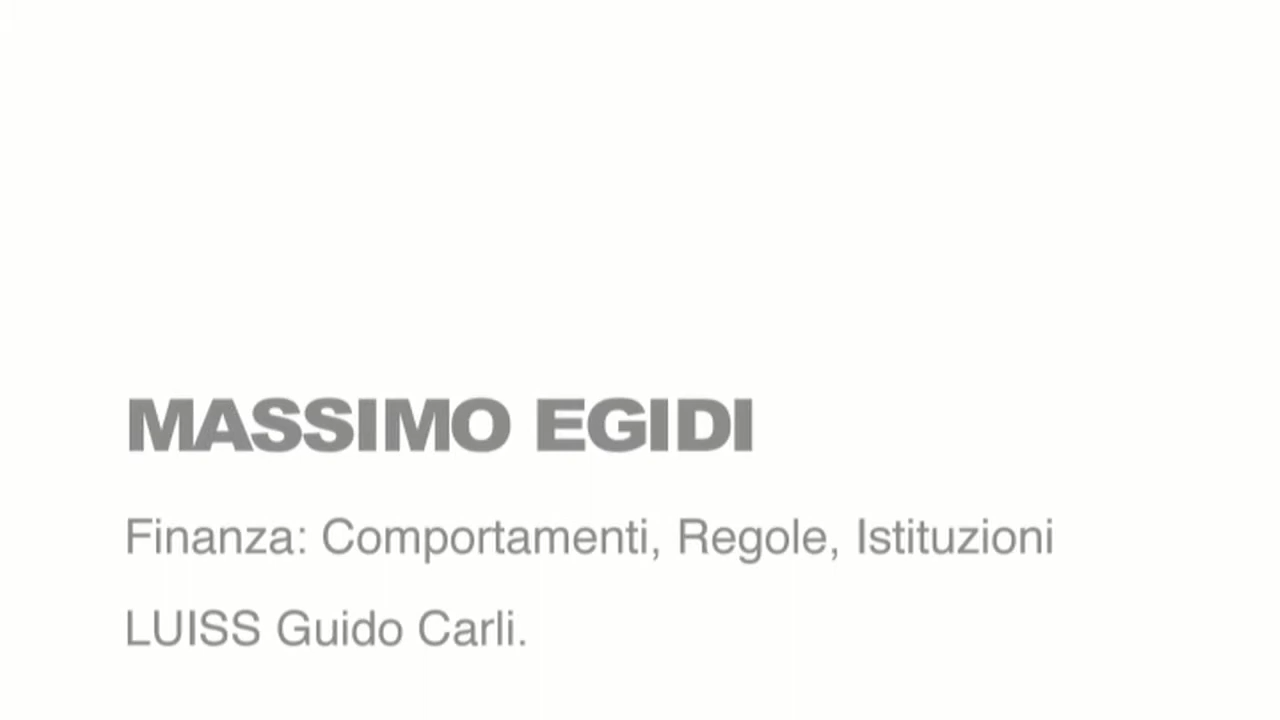 MASSIMO EGIDI
Finanza: Comportamenti, Regole, Istituzioni
LUISS Guido Carli.